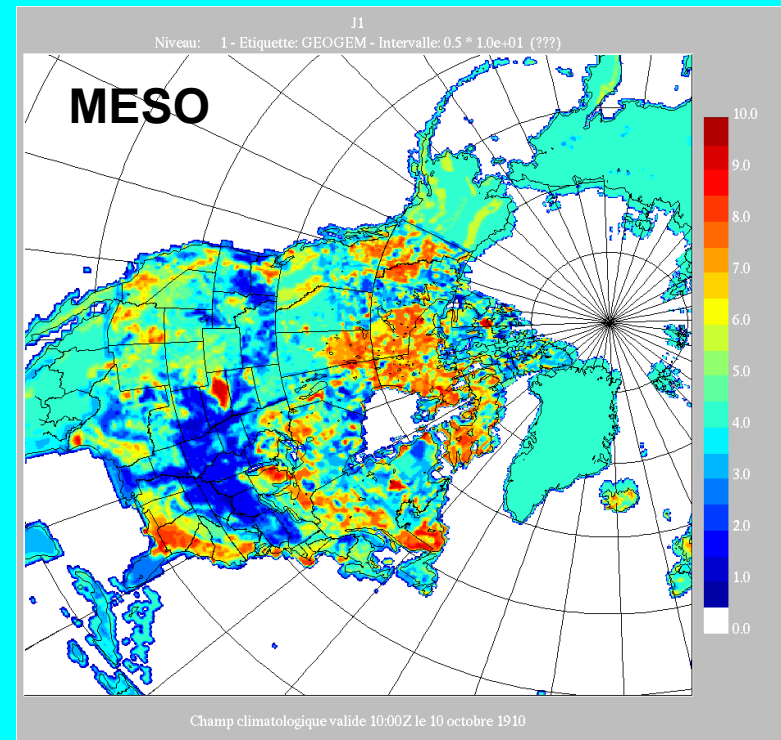 J1
Niveau: 1 - Etiquette: GEOGEM - Intervalle: 0.5 * 1.0e+01 (???)
MESO
10.0
9.0
8.0
7.0
6.0
5.0
4.0
3.0
2.0
1.0
0.0
Champ climatologique valide 10:00Z le 10 octobre 1910